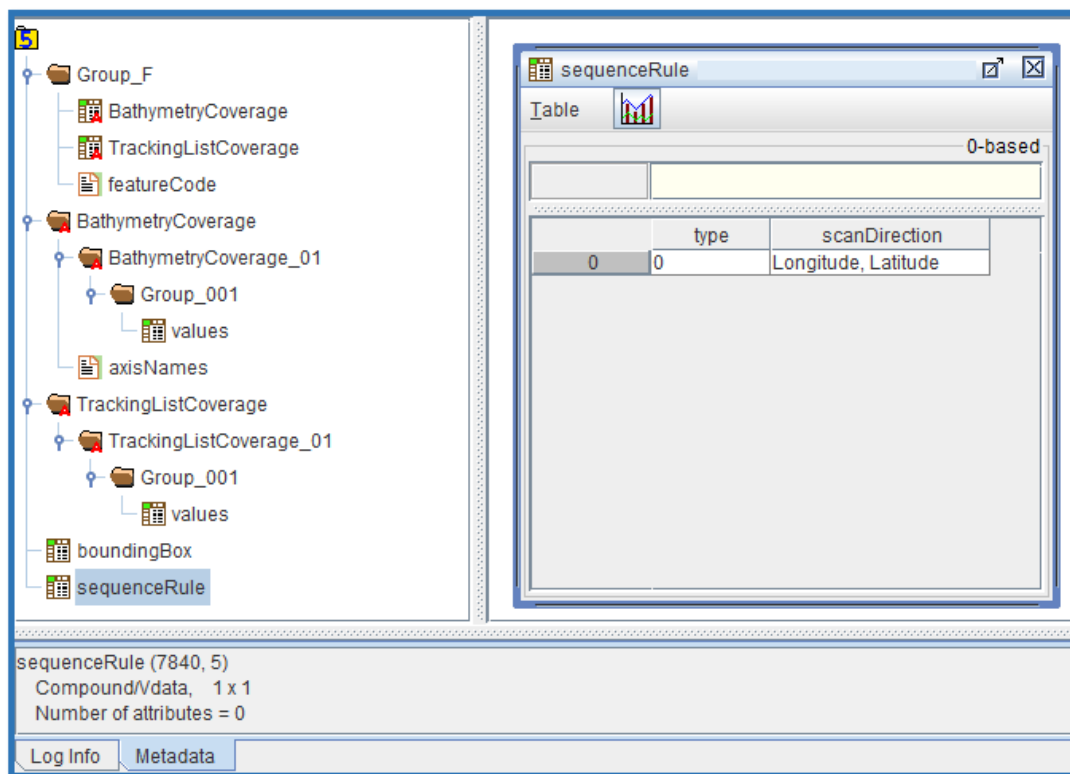 5
Group_F
BathymetryCoverage
TrackingListCoverage
featureCode
BathymetryCoverage
BathymetryCoverage_01
Group_001
values
axisNames
TrackingListCoverage
TrackingListCoverage_01
Group_001
values
boundingBox
sequenceRule
sequenceRule
Table
0-based
type scanDirection
0 0 Longitude, Latitude
sequenceRule (7840, 5)
Compound/Vdata, 1 x 1
Number of attributes = 0
Log Info Metadata